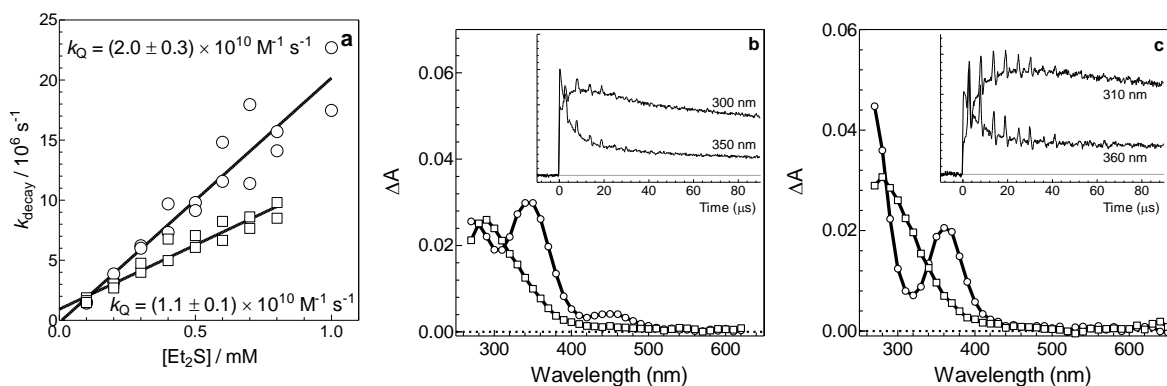 a
k_Q = (2.0 ± 0.3) × 10^10 M^-1 s^-1
k_Q = (1.1 ± 0.1) × 10^10 M^-1 s^-1
k_decay / 10^6 s^-1
25
20
15
10
5
0
0.0 0.5 1.0
[Et_2S] / mM
b
ΔA
0.06
0.04
0.02
0.00
300 400 500 600
Wavelength (nm)
300 nm
350 nm
0 20 40 60 80
Time (μs)
c
ΔA
0.06
0.04
0.02
0.00
300 400 500 600
Wavelength (nm)
310 nm
360 nm
0 20 40 60 80
Time (μs)